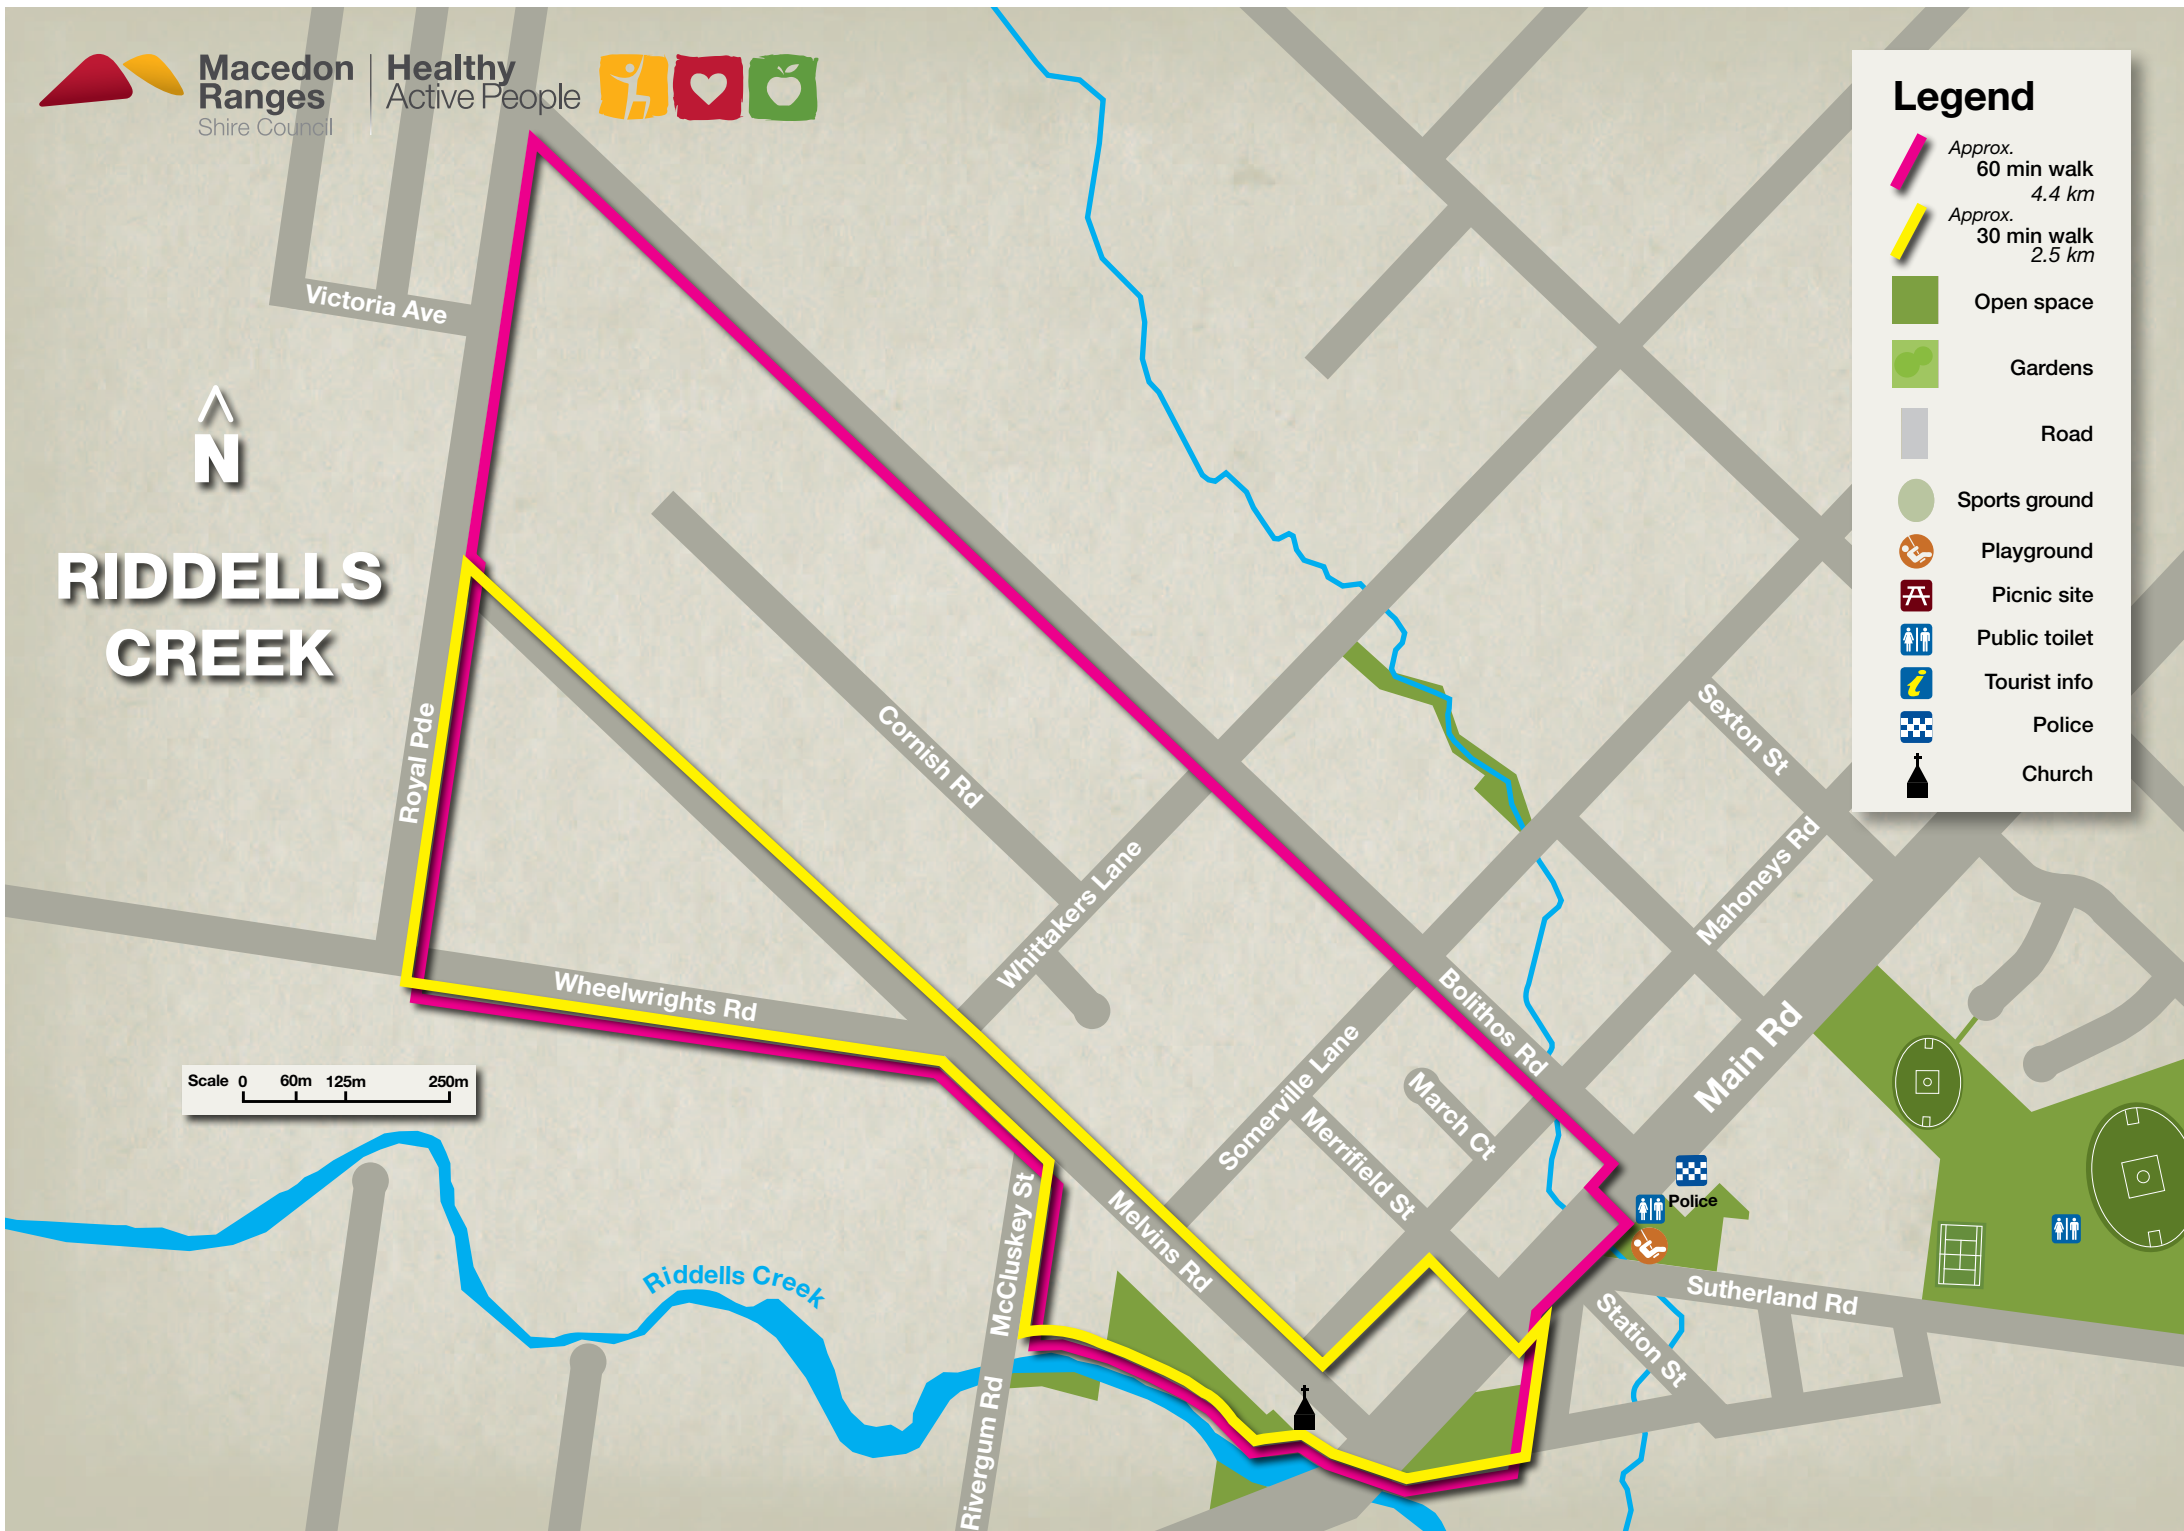 Macedon
Ranges
Shire Council
Healthy
Active People
Legend
Approx.
60 min walk
4.4 km
Approx.
30 min walk
2.5 km
Open space
Gardens
Road
Sports ground
Playground
Picnic site
Public toilet
Tourist info
Police
Church
Victoria Ave
N
RIDDELLS
CREEK
Royal Pde
Cornish Rd
Sexton St
Mahoneys Rd
Whittakers Lane
Wheelwrights Rd
Bolithos Rd
Main Rd
Somerville Lane
March Ct
Merrifield St
Scale 0 60m 125m 250m
McCluskey St
Melvins Rd
Police
Riddells Creek
Sutherland Rd
Station St
Rivergum Rd